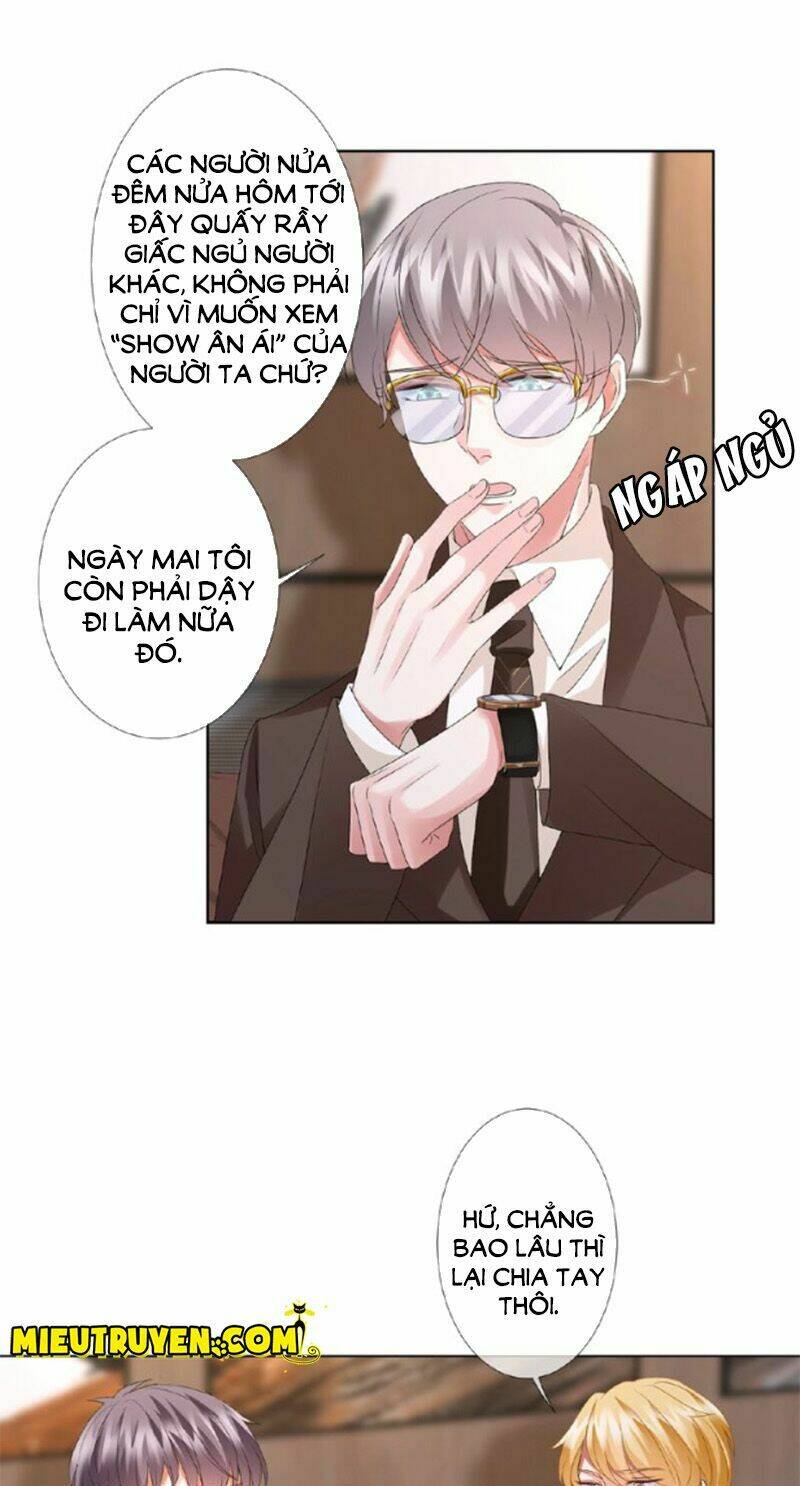 CÁC NGƯỜI NỬA
ĐÊM NỬA HÔM TỚI
ĐÂY QUẤY RẦY
GIẤC NGỦ NGƯỜI
KHÁC, KHÔNG PHẢI
CHỈ VÌ MUỐN XEM
“SHOW ÂN ÁI” CỦA
NGƯỜI TA CHỨ?
NGÁP NGỦ
NGÀY MAI TÔI
CÒN PHẢI DẬY
ĐI LÀM NỮA
ĐÓ.
HỨ, CHẲNG
BAO LÂU THÌ
LẠI CHIA TAY
THÔI.
MIEUTRUYEN.COM